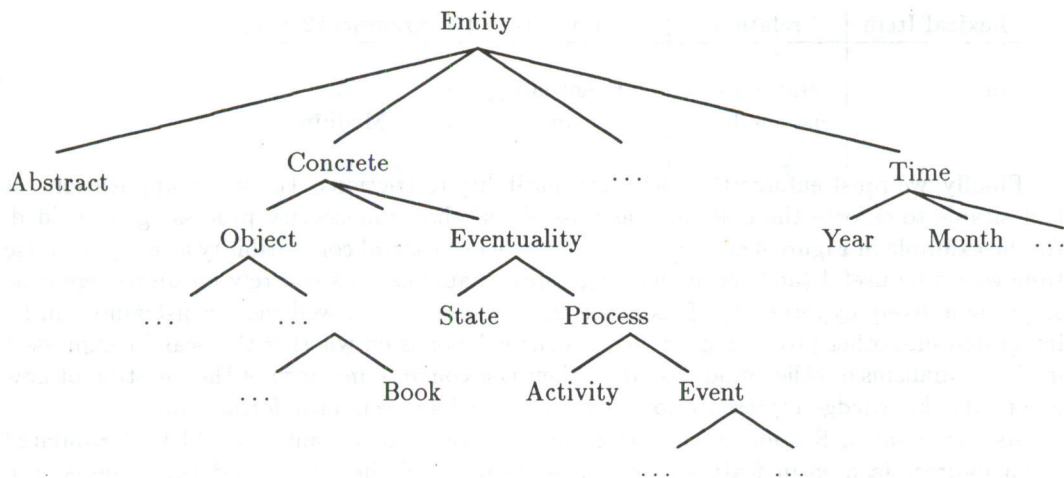 Entity
Abstract Concrete ... Time
Object Eventuality Year Month ...
... ... State Process
... Book Activity Event
... ...